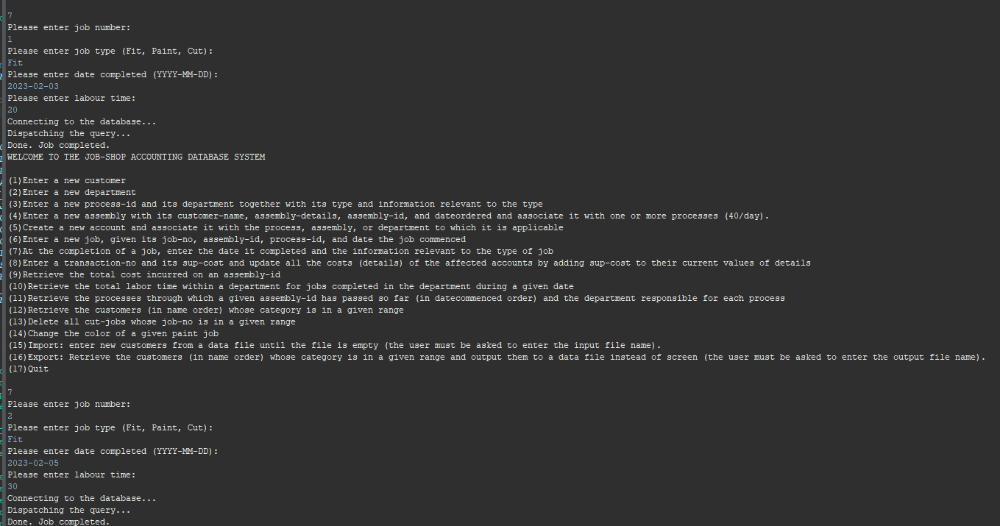 7
Please enter job number:
1
Please enter job type (Fit, Paint, Cut):
Fit
Please enter date completed (YYYY-MM-DD):
2023-02-03
Please enter labour time:
20
Connecting to the database...
Dispatching the query...
Done. Job completed.
WELCOME TO THE JOB-SHOP ACCOUNTING DATABASE SYSTEM
(1)Enter a new customer
(2)Enter a new department
(3)Enter a new process-id and its department together with its type and information relevant to the type
(4)Enter a new assembly with its customer-name, assembly-details, assembly-id, and dateordered and associate it with one or more processes (40/day).
(5)Create a new account and associate it with the process, assembly, or department to which it is applicable
(6)Enter a new job, given its job-no, assembly-id, process-id, and date the job commenced
(7)At the completion of a job, enter the date it completed and the information relevant to the type of job
(8)Enter a transaction-no and its sup-cost and update all the costs (details) of the affected accounts by adding sup-cost to their current values of details
(9)Retrieve the total cost incurred on an assembly-id
(10)Retrieve the total labor time within a department for jobs completed in the department during a given date
(11)Retrieve the processes through which a given assembly-id has passed so far (in datecommenced order) and the department responsible for each process
(12)Retrieve the customers (in name order) whose category is in a given range
(13)Delete all cut-jobs whose job-no is in a given range
(14)Change the color of a given paint job
(15)Import: enter new customers from a data file until the file is empty (the user must be asked to enter the input file name).
(16)Export: Retrieve the customers (in name order) whose category is in a given range and output them to a data file instead of screen (the user must be asked to enter the output file name).
(17)Quit
7
Please enter job number:
2
Please enter job type (Fit, Paint, Cut):
Fit
Please enter date completed (YYYY-MM-DD):
2023-02-05
Please enter labour time:
30
Connecting to the database...
Dispatching the query...
Done. Job completed.